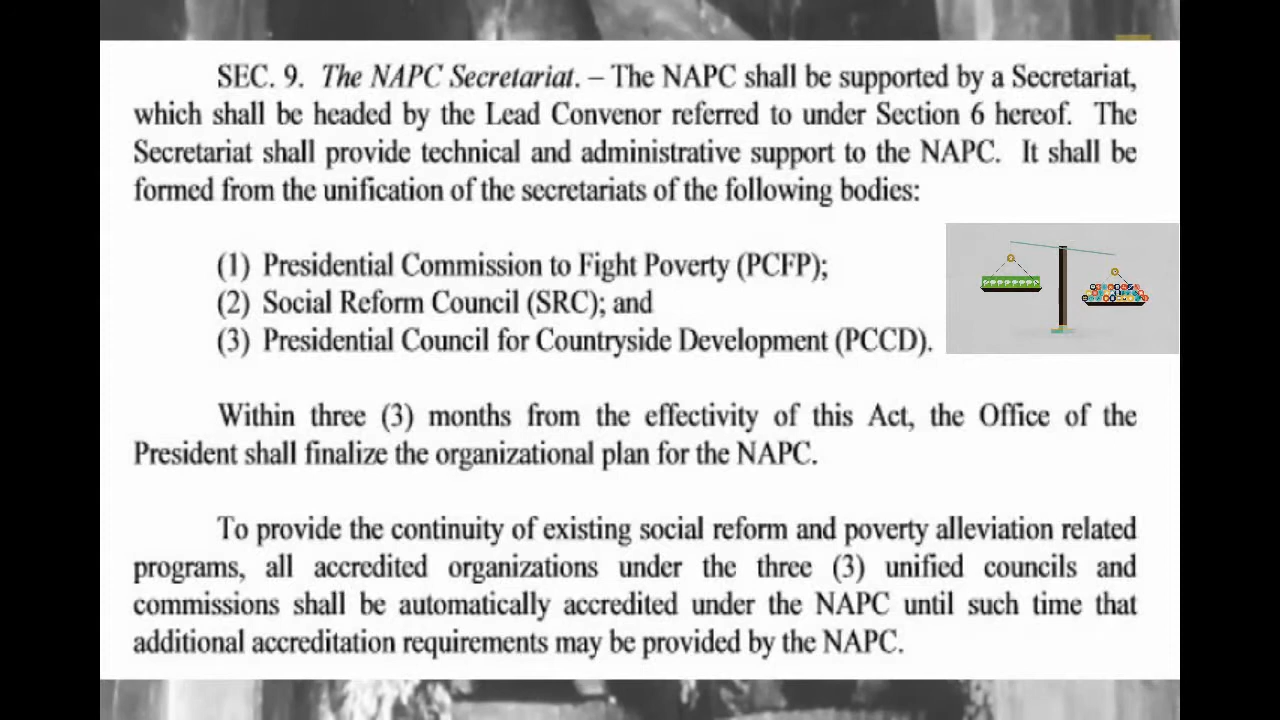 SEC. 9. The NAPC Secretariat. – The NAPC shall be supported by a Secretariat,
which shall be headed by the Lead Convenor referred to under Section 6 hereof. The
Secretariat shall provide technical and administrative support to the NAPC. It shall be
formed from the unification of the secretariats of the following bodies:
(1) Presidential Commission to Fight Poverty (PCFP);
(2) Social Reform Council (SRC); and
(3) Presidential Council for Countryside Development (PCCD).
Within three (3) months from the effectivity of this Act, the Office of the
President shall finalize the organizational plan for the NAPC.
To provide the continuity of existing social reform and poverty alleviation related
programs, all accredited organizations under the three (3) unified councils and
commissions shall be automatically accredited under the NAPC until such time that
additional accreditation requirements may be provided by the NAPC.